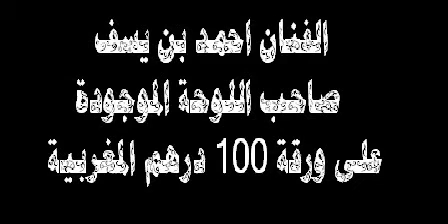 الفنان احمد بن يسف
صاحب اللوحة الموجودة
على ورقة 100 درهم المغربية